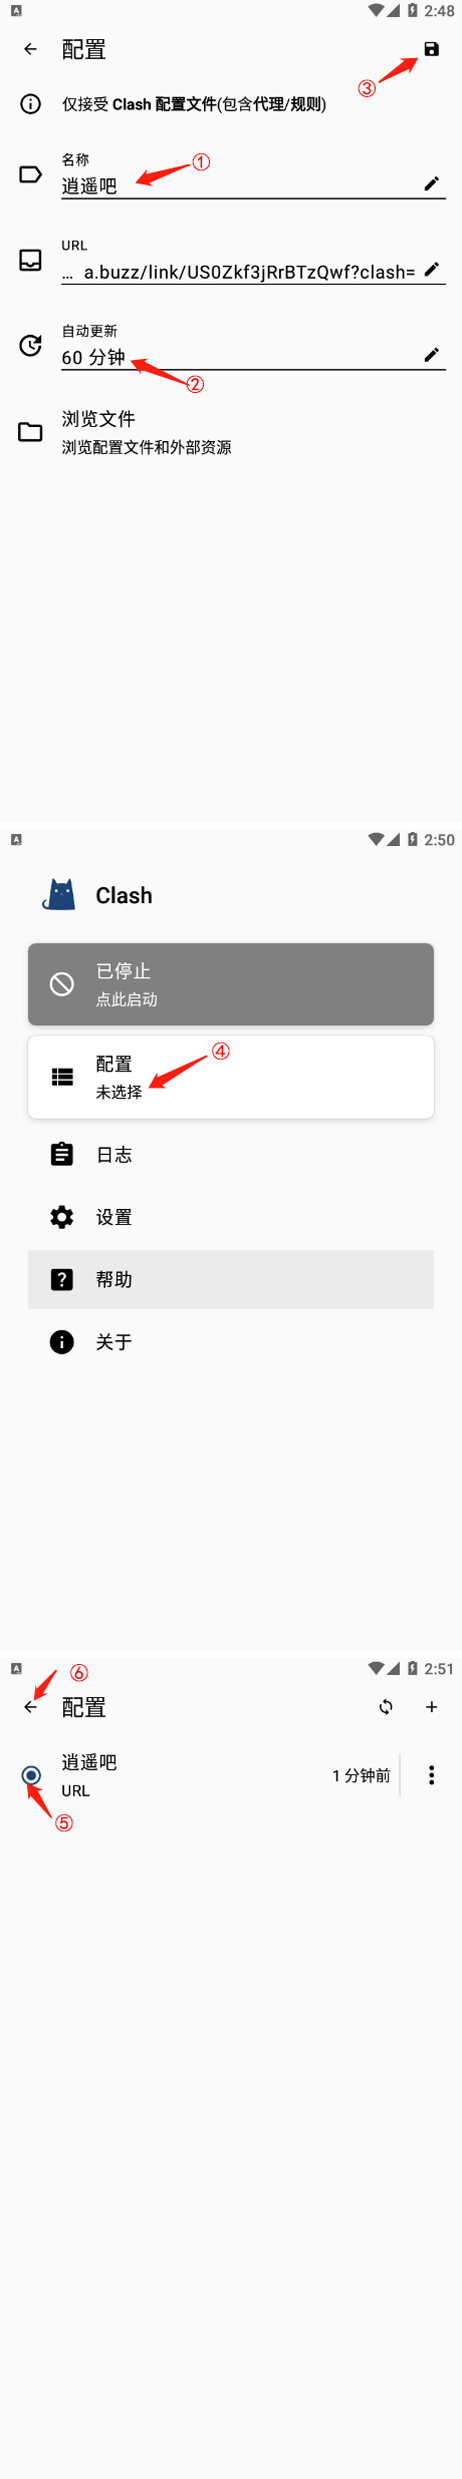 2:48
配置
③
仅接受 Clash 配置文件(包含代理/规则)
名称
①
逍遥吧
URL
... a.buzz/link/US0Zkf3jRrBTzQwf?clash=
自动更新
60 分钟
②
浏览文件
浏览配置文件和外部资源
2:50
Clash
已停止
点此启动
④
配置
未选择
日志
设置
帮助
关于
2:51
⑥
配置
逍遥吧
1 分钟前
URL
⑤